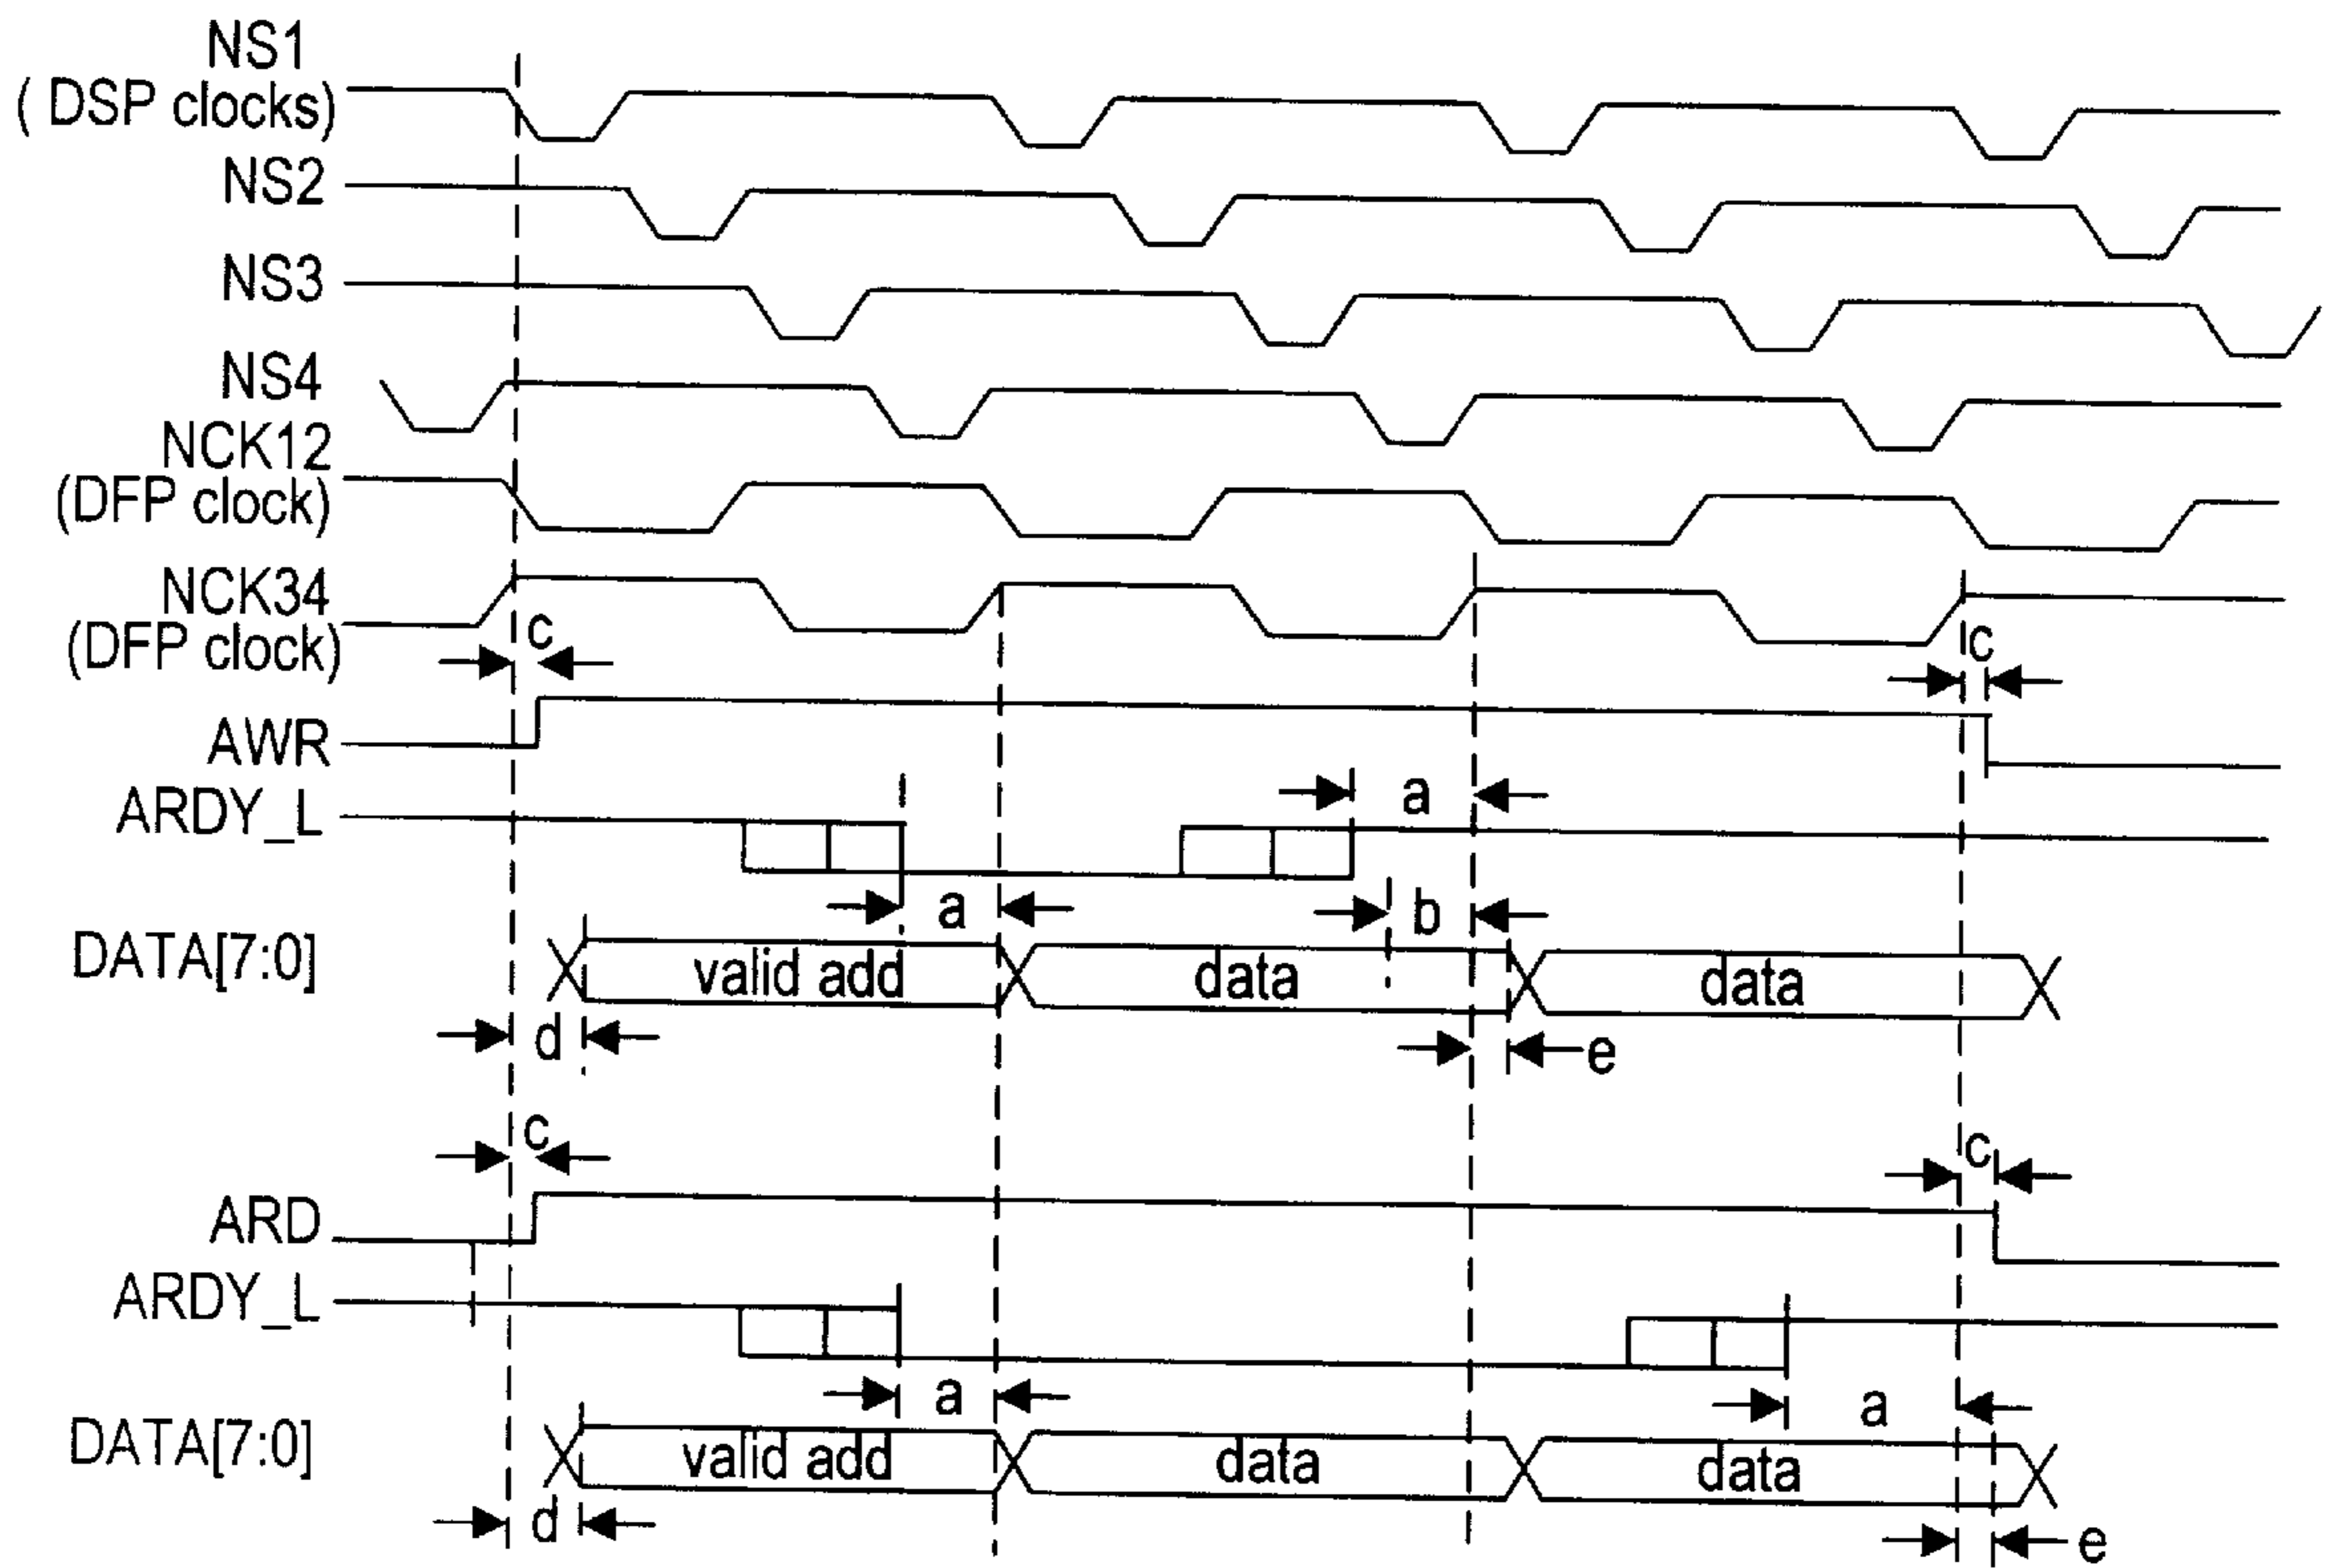 NS1
( DSP clocks)
NS2
NS3
NS4
NCK12
(DFP clock)
NCK34
(DFP clock)
c
c
AWR
a
ARDY_L
a
b
DATA[7:0]
valid add
data
data
d
e
c
c
ARD
ARDY_L
a
a
DATA[7:0]
valid add
data
data
d
e